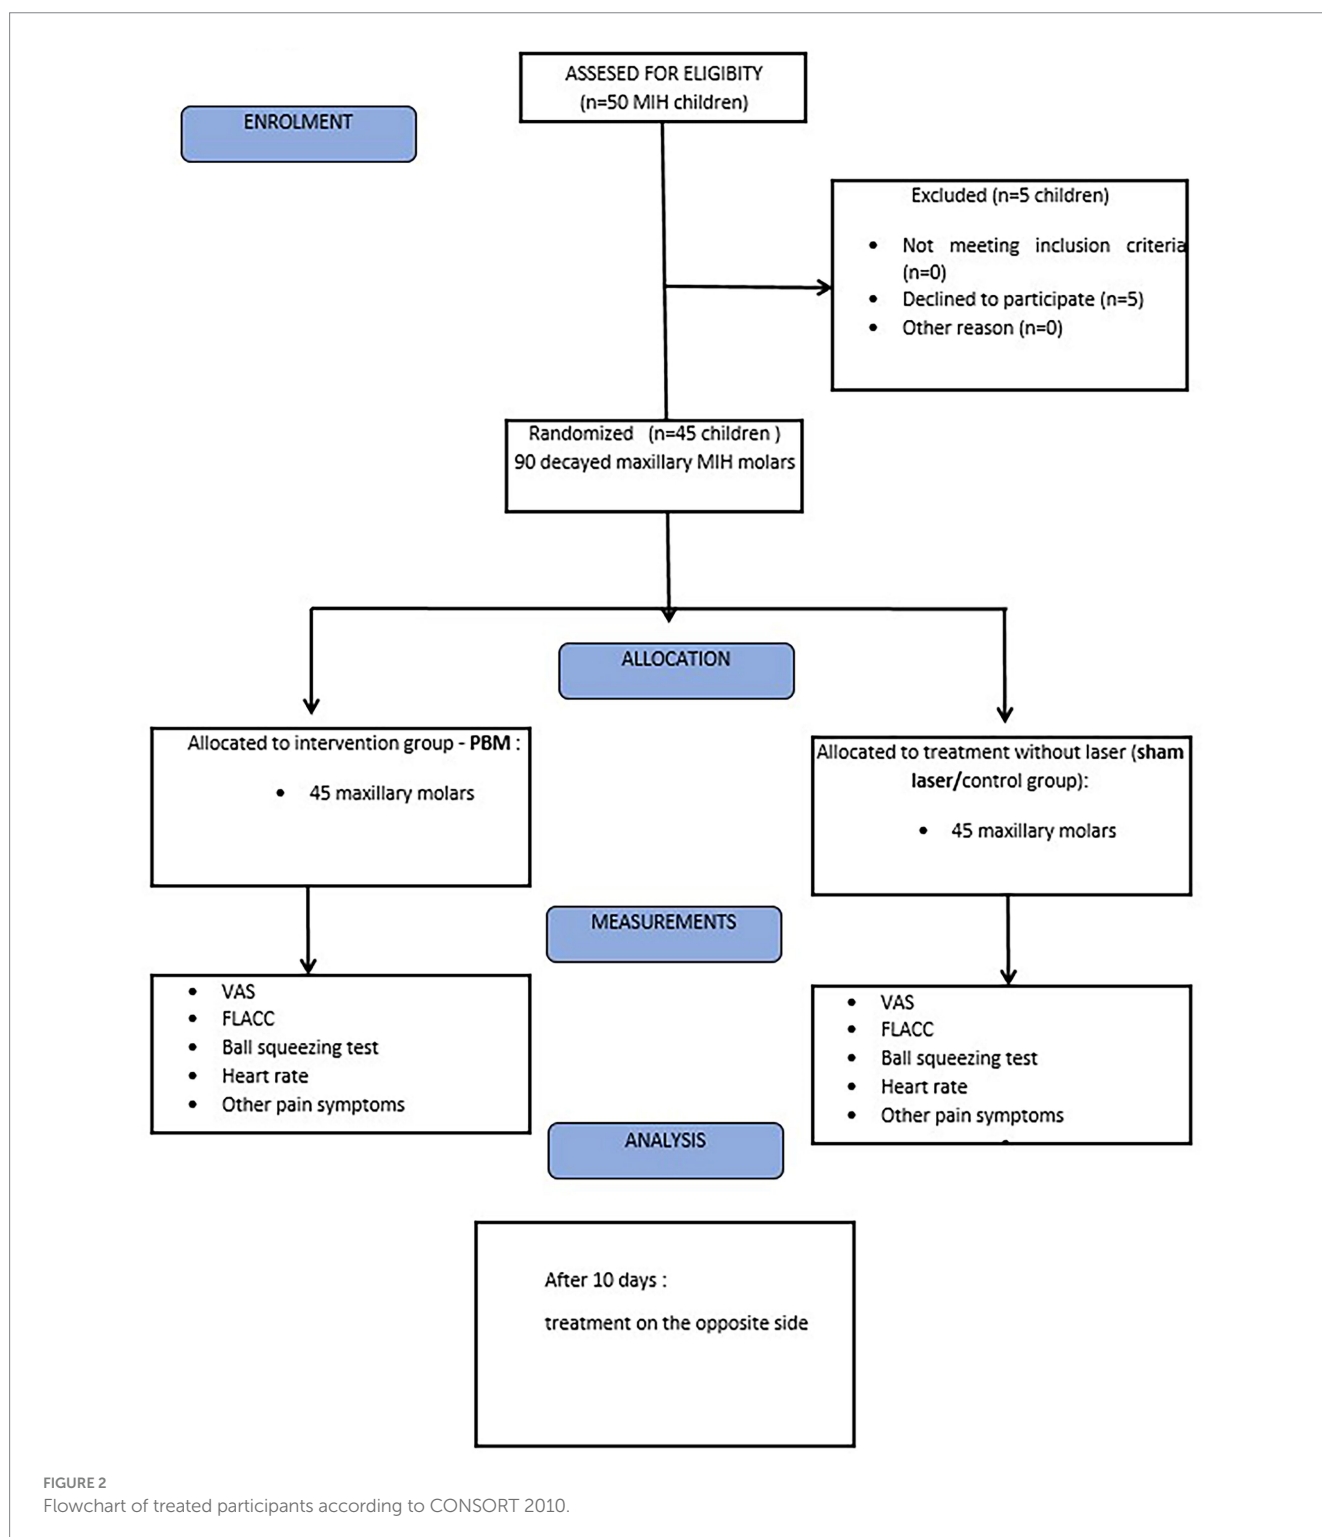 ASSESED FOR ELIGIBITY
(n=50 MIH children)
ENROLMENT
Excluded (n=5 children)
• Not meeting inclusion criteria
(n=0)
• Declined to participate (n=5)
• Other reason (n=0)
Randomized (n=45 children )
90 decayed maxillary MIH molars
ALLOCATION
Allocated to intervention group - PBM :
• 45 maxillary molars
Allocated to treatment without laser (sham
laser/control group):
• 45 maxillary molars
MEASUREMENTS
• VAS
• FLACC
• Ball squeezing test
• Heart rate
• Other pain symptoms
• VAS
• FLACC
• Ball squeezing test
• Heart rate
• Other pain symptoms
•
ANALYSIS
After 10 days :
treatment on the opposite side
FIGURE 2
Flowchart of treated participants according to CONSORT 2010.